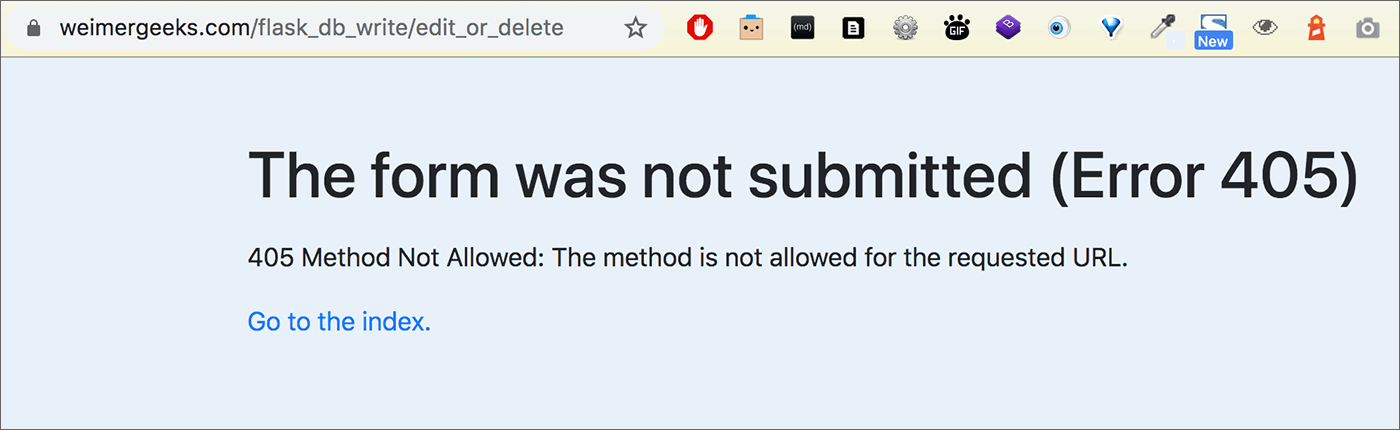 weimergeeks.com/flask_db_write/edit_or_delete
(md)
GIF
B
New
The form was not submitted (Error 405)
405 Method Not Allowed: The method is not allowed for the requested URL.
Go to the index.